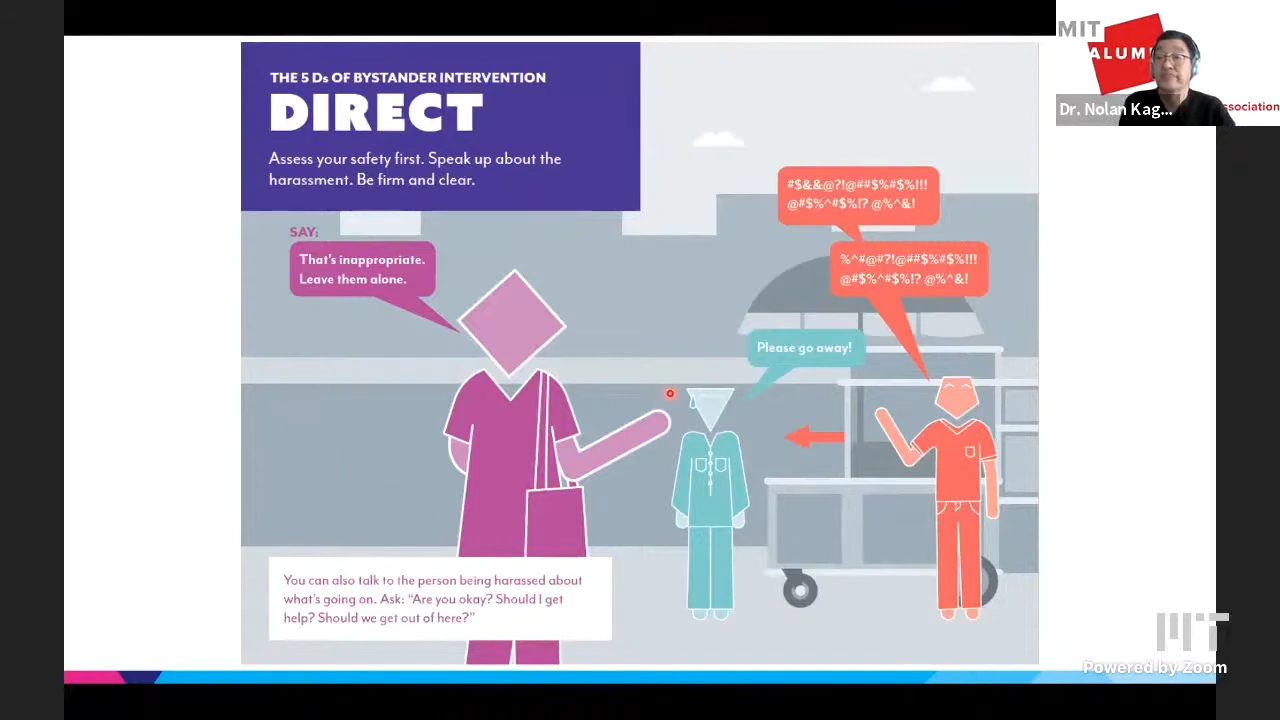 THE 5 Ds OF BYSTANDER INTERVENTION
DIRECT
Assess your safety first. Speak up about the
harassment. Be firm and clear.
SAY:
That's inappropriate.
Leave them alone.
#$&&@?!@##$%#$%!!!
@#$%^#$%!? @%^&!
%^#@#?!@##$%#$%!!!
@#$%^#$%!? @%^&!
Please go away!
You can also talk to the person being harassed about
what's going on. Ask: “Are you okay? Should I get
help? Should we get out of here?”
MIT
ALUM
ssociation
Dr. Nolan Kag...
MIT
Powered by Zoom